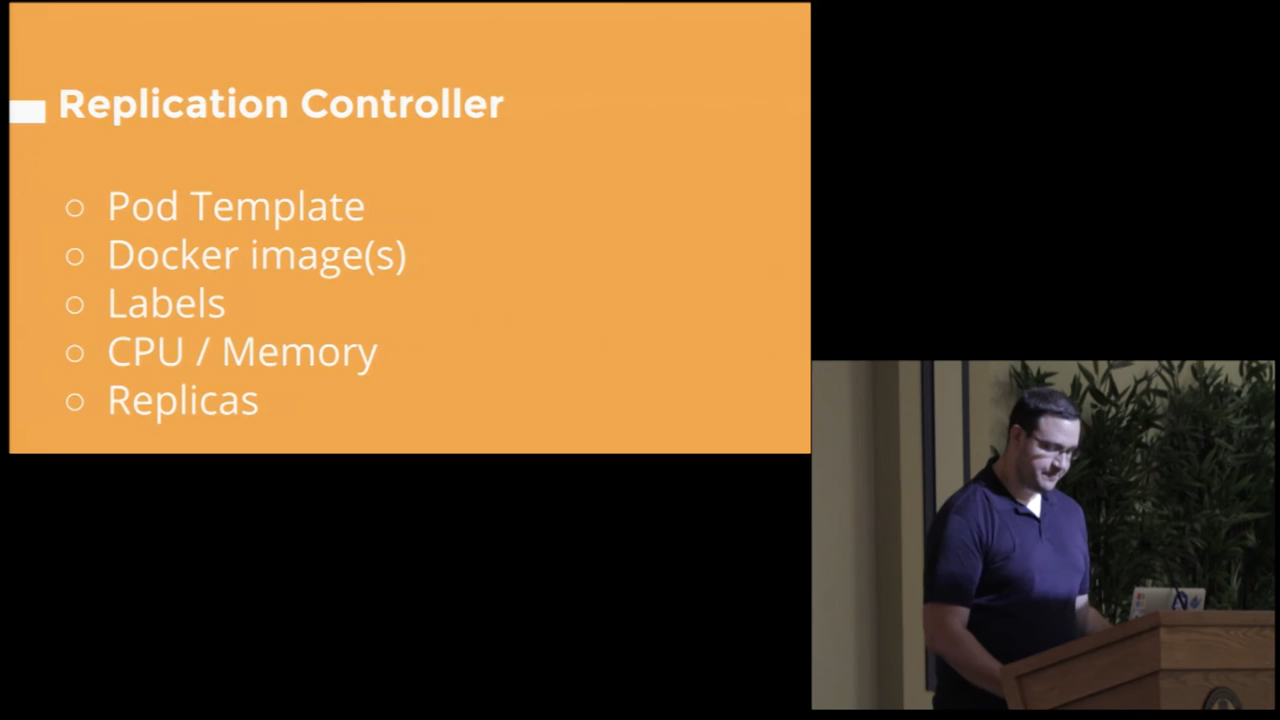 Replication Controller
Pod Template
Docker image(s)
Labels
CPU / Memory
Replicas